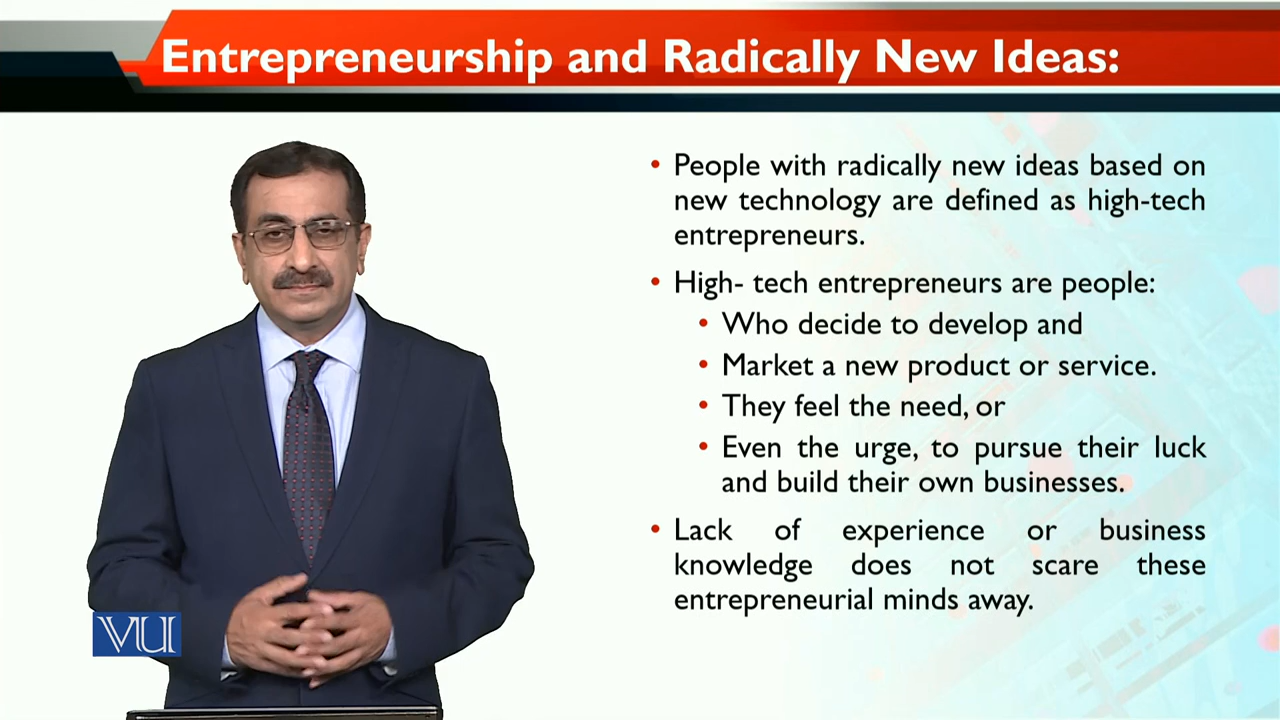 Entrepreneurship and Radically New Ideas:
• People with radically new ideas based on
new technology are defined as high-tech
entrepreneurs.
• High- tech entrepreneurs are people:
• Who decide to develop and
• Market a new product or service.
• They feel the need, or
• Even the urge, to pursue their luck
and build their own businesses.
• Lack of experience or business
knowledge does not scare these
entrepreneurial minds away.
VU